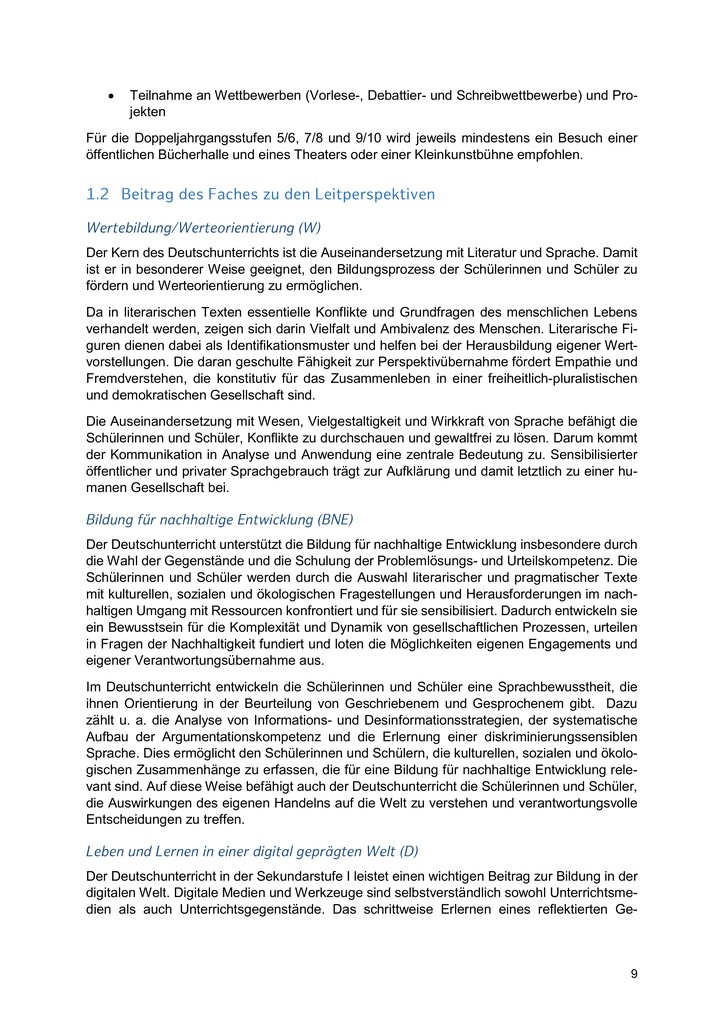 • Teilnahme an Wettbewerben (Vorlese-, Debattier- und Schreibwettbewerbe) und Pro-
jekten
Für die Doppeljahrgangsstufen 5/6, 7/8 und 9/10 wird jeweils mindestens ein Besuch einer
öffentlichen Bücherhalle und eines Theaters oder einer Kleinkunstbühne empfohlen.
1.2 Beitrag des Faches zu den Leitperspektiven
Wertebildung/Werteorientierung (W)
Der Kern des Deutschunterrichts ist die Auseinandersetzung mit Literatur und Sprache. Damit
ist er in besonderer Weise geeignet, den Bildungsprozess der Schülerinnen und Schüler zu
fördern und Werteorientierung zu ermöglichen.
Da in literarischen Texten essentielle Konflikte und Grundfragen des menschlichen Lebens
verhandelt werden, zeigen sich darin Vielfalt und Ambivalenz des Menschen. Literarische Fi-
guren dienen dabei als Identifikationsmuster und helfen bei der Herausbildung eigener Wert-
vorstellungen. Die daran geschulte Fähigkeit zur Perspektivübernahme fördert Empathie und
Fremdverstehen, die konstitutiv für das Zusammenleben in einer freiheitlich-pluralistischen
und demokratischen Gesellschaft sind.
Die Auseinandersetzung mit Wesen, Vielgestaltigkeit und Wirkkraft von Sprache befähigt die
Schülerinnen und Schüler, Konflikte zu durchschauen und gewaltfrei zu lösen. Darum kommt
der Kommunikation in Analyse und Anwendung eine zentrale Bedeutung zu. Sensibilisierter
öffentlicher und privater Sprachgebrauch trägt zur Aufklärung und damit letztlich zu einer hu-
manen Gesellschaft bei.
Bildung für nachhaltige Entwicklung (BNE)
Der Deutschunterricht unterstützt die Bildung für nachhaltige Entwicklung insbesondere durch
die Wahl der Gegenstände und die Schulung der Problemlösungs- und Urteilskompetenz. Die
Schülerinnen und Schüler werden durch die Auswahl literarischer und pragmatischer Texte
mit kulturellen, sozialen und ökologischen Fragestellungen und Herausforderungen im nach-
haltigen Umgang mit Ressourcen konfrontiert und für sie sensibilisiert. Dadurch entwickeln sie
ein Bewusstsein für die Komplexität und Dynamik von gesellschaftlichen Prozessen, urteilen
in Fragen der Nachhaltigkeit fundiert und loten die Möglichkeiten eigenen Engagements und
eigener Verantwortungsübernahme aus.
Im Deutschunterricht entwickeln die Schülerinnen und Schüler eine Sprachbewusstheit, die
ihnen Orientierung in der Beurteilung von Geschriebenem und Gesprochenem gibt. Dazu
zählt u. a. die Analyse von Informations- und Desinformationsstrategien, der systematische
Aufbau der Argumentationskompetenz und die Erlernung einer diskriminierungssensiblen
Sprache. Dies ermöglicht den Schülerinnen und Schülern, die kulturellen, sozialen und ökolo-
gischen Zusammenhänge zu erfassen, die für eine Bildung für nachhaltige Entwicklung rele-
vant sind. Auf diese Weise befähigt auch der Deutschunterricht die Schülerinnen und Schüler,
die Auswirkungen des eigenen Handelns auf die Welt zu verstehen und verantwortungsvolle
Entscheidungen zu treffen.
Leben und Lernen in einer digital geprägten Welt (D)
Der Deutschunterricht in der Sekundarstufe I leistet einen wichtigen Beitrag zur Bildung in der
digitalen Welt. Digitale Medien und Werkzeuge sind selbstverständlich sowohl Unterrichtsme-
dien als auch Unterrichtsgegenstände. Das schrittweise Erlernen eines reflektierten Ge-
9